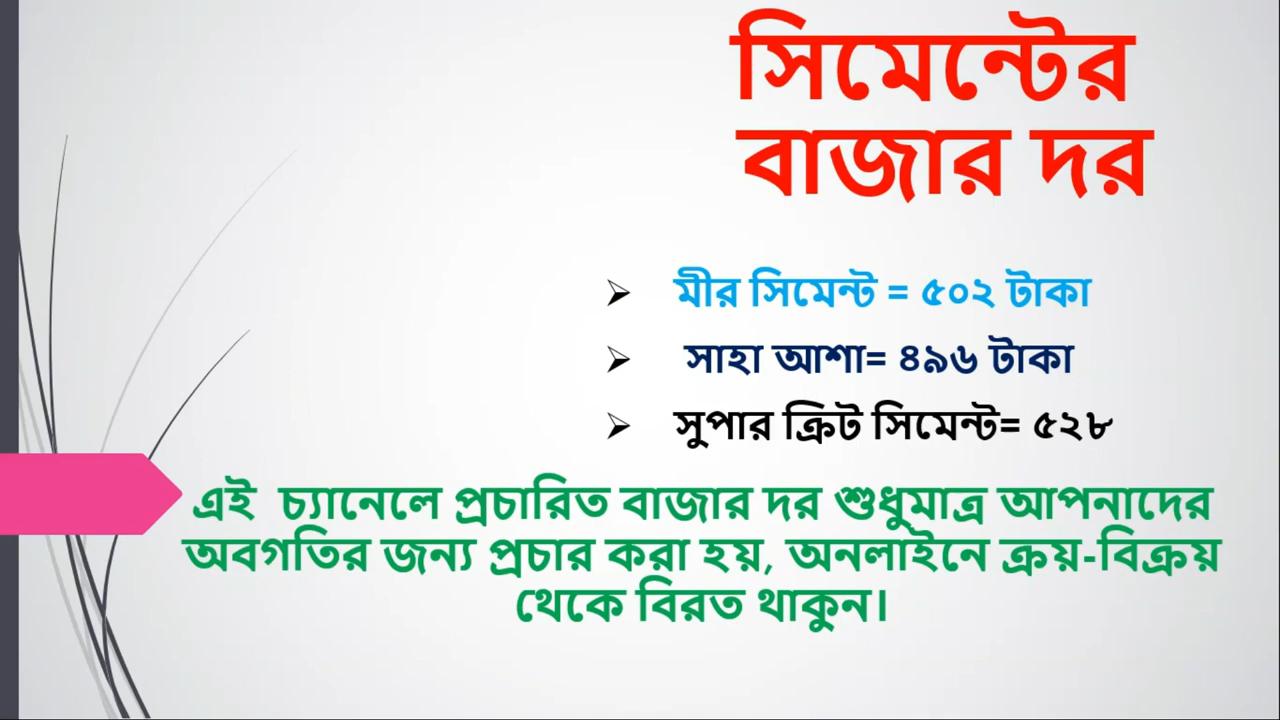 সিমেন্টের
বাজার দর
মীর সিমেন্ট = ৫০২ টাকা
সাহা আশা= ৪৯৬ টাকা
সুপার ক্রিট সিমেন্ট= ৫২৮
এই চ্যানেলে প্রচারিত বাজার দর শুধুমাত্র আপনাদের
অবগতির জন্য প্রচার করা হয়, অনলাইনে ক্রয়-বিক্রয়
থেকে বিরত থাকুন।